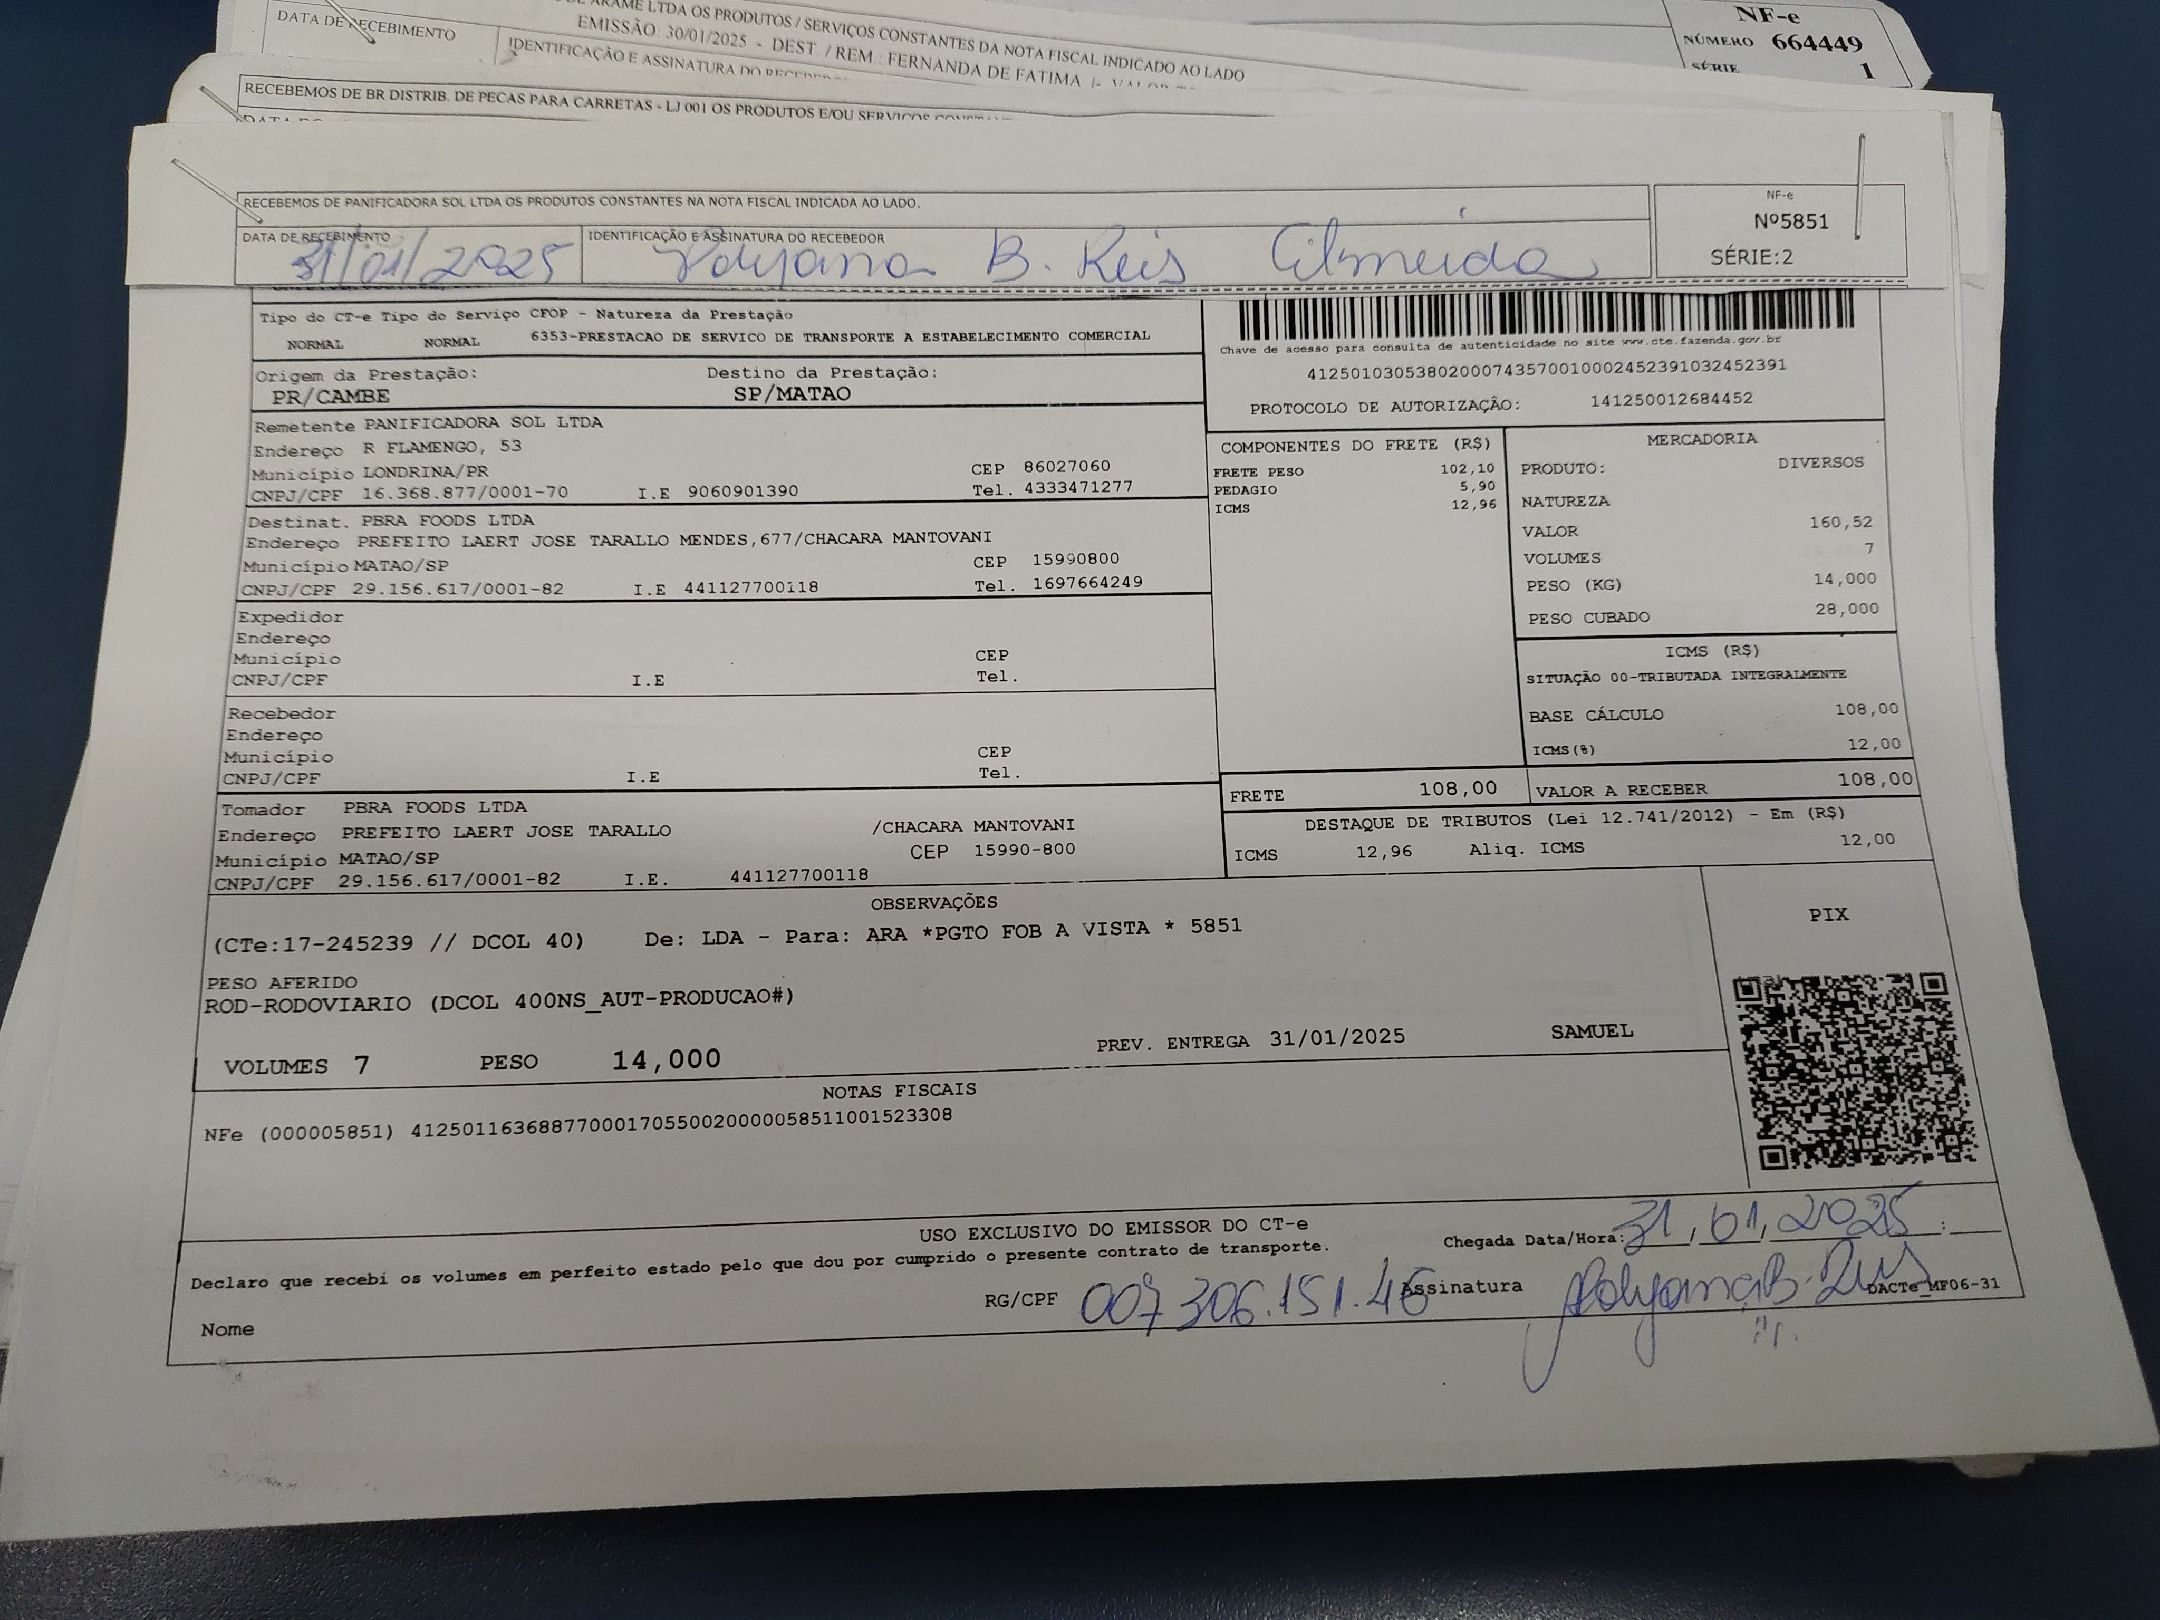 ARAME LTDA OS PRODUTOS / SERVIÇOS CONSTANTES DA NOTA FISCAL INDICADO AO LADO
EMISSÃO: 30/01/2025 - DEST. / REM.: FERNANDA DE FATIMA
DATA DE RECEBIMENTO
IDENTIFICAÇÃO E ASSINATURA DO
NF-e
NÚMERO 664449
SÉRIE 1
RECEBEMOS DE BR DISTRIB. DE PECAS PARA CARRETAS - LJ 001 OS PRODUTOS E/OU SERVIÇOS
RECEBEMOS DE PANIFICADORA SOL LTDA OS PRODUTOS CONSTANTES NA NOTA FISCAL INDICADA AO LADO.
NF-e
Nº5851
SÉRIE:2
DATA DE RECEBIMENTO
31/01/2025
IDENTIFICAÇÃO E ASSINATURA DO RECEBEDOR
Polyana B. Reis Almeida
Tipo do CT-e Tipo do Serviço CFOP - Natureza da Prestação
NORMAL NORMAL 6353-PRESTACAO DE SERVICO DE TRANSPORTE A ESTABELECIMENTO COMERCIAL
Chave de acesso para consulta de autenticidade no site www.cte.fazenda.gov.br
41250103053802000743570010002452391032452391
PROTOCOLO DE AUTORIZAÇÃO: 141250012684452
Origem da Prestação: Destino da Prestação:
PR/CAMBE SP/MATAO
Remetente PANIFICADORA SOL LTDA
Endereço R FLAMENGO, 53
Município LONDRINA/PR CEP 86027060
CNPJ/CPF 16.368.877/0001-70 I.E 9060901390 Tel. 4333471277
Destinat. PBRA FOODS LTDA
Endereço PREFEITO LAERT JOSE TARALLO MENDES,677/CHACARA MANTOVANI
Município MATAO/SP CEP 15990800
CNPJ/CPF 29.156.617/0001-82 I.E 441127700118 Tel. 1697664249
Expedidor
Endereço
Município CEP
CNPJ/CPF I.E Tel.
Recebedor
Endereço
Município CEP
CNPJ/CPF I.E Tel.
Tomador PBRA FOODS LTDA
Endereço PREFEITO LAERT JOSE TARALLO /CHACARA MANTOVANI
Município MATAO/SP CEP 15990-800
CNPJ/CPF 29.156.617/0001-82 I.E. 441127700118
COMPONENTES DO FRETE (R$)
FRETE PESO 102,10
PEDAGIO 5,90
ICMS 12,96
MERCADORIA
PRODUTO: DIVERSOS
NATUREZA
VALOR 160,52
VOLUMES 7
PESO (KG) 14,000
PESO CUBADO 28,000
ICMS (R$)
SITUAÇÃO 00-TRIBUTADA INTEGRALMENTE
BASE CÁLCULO 108,00
ICMS(%) 12,00
FRETE 108,00 VALOR A RECEBER 108,00
DESTAQUE DE TRIBUTOS (Lei 12.741/2012) - Em (R$)
ICMS 12,96 Aliq. ICMS 12,00
OBSERVAÇÕES
(CTe:17-245239 // DCOL 40) De: LDA - Para: ARA *PGTO FOB A VISTA * 5851
PESO AFERIDO
ROD-RODOVIARIO (DCOL 400NS_AUT-PRODUCAO#)
VOLUMES 7 PESO 14,000 PREV. ENTREGA 31/01/2025 SAMUEL
PIX
NOTAS FISCAIS
NFe (000005851) 41250116368877000170550020000058511001523308
USO EXCLUSIVO DO EMISSOR DO CT-e
Declaro que recebi os volumes em perfeito estado pelo que dou por cumprido o presente contrato de transporte.
Chegada Data/Hora: 31,01,2025 :
Nome RG/CPF 007 306.151.46 Assinatura Polyana B. Reis DACTe_MF06-31